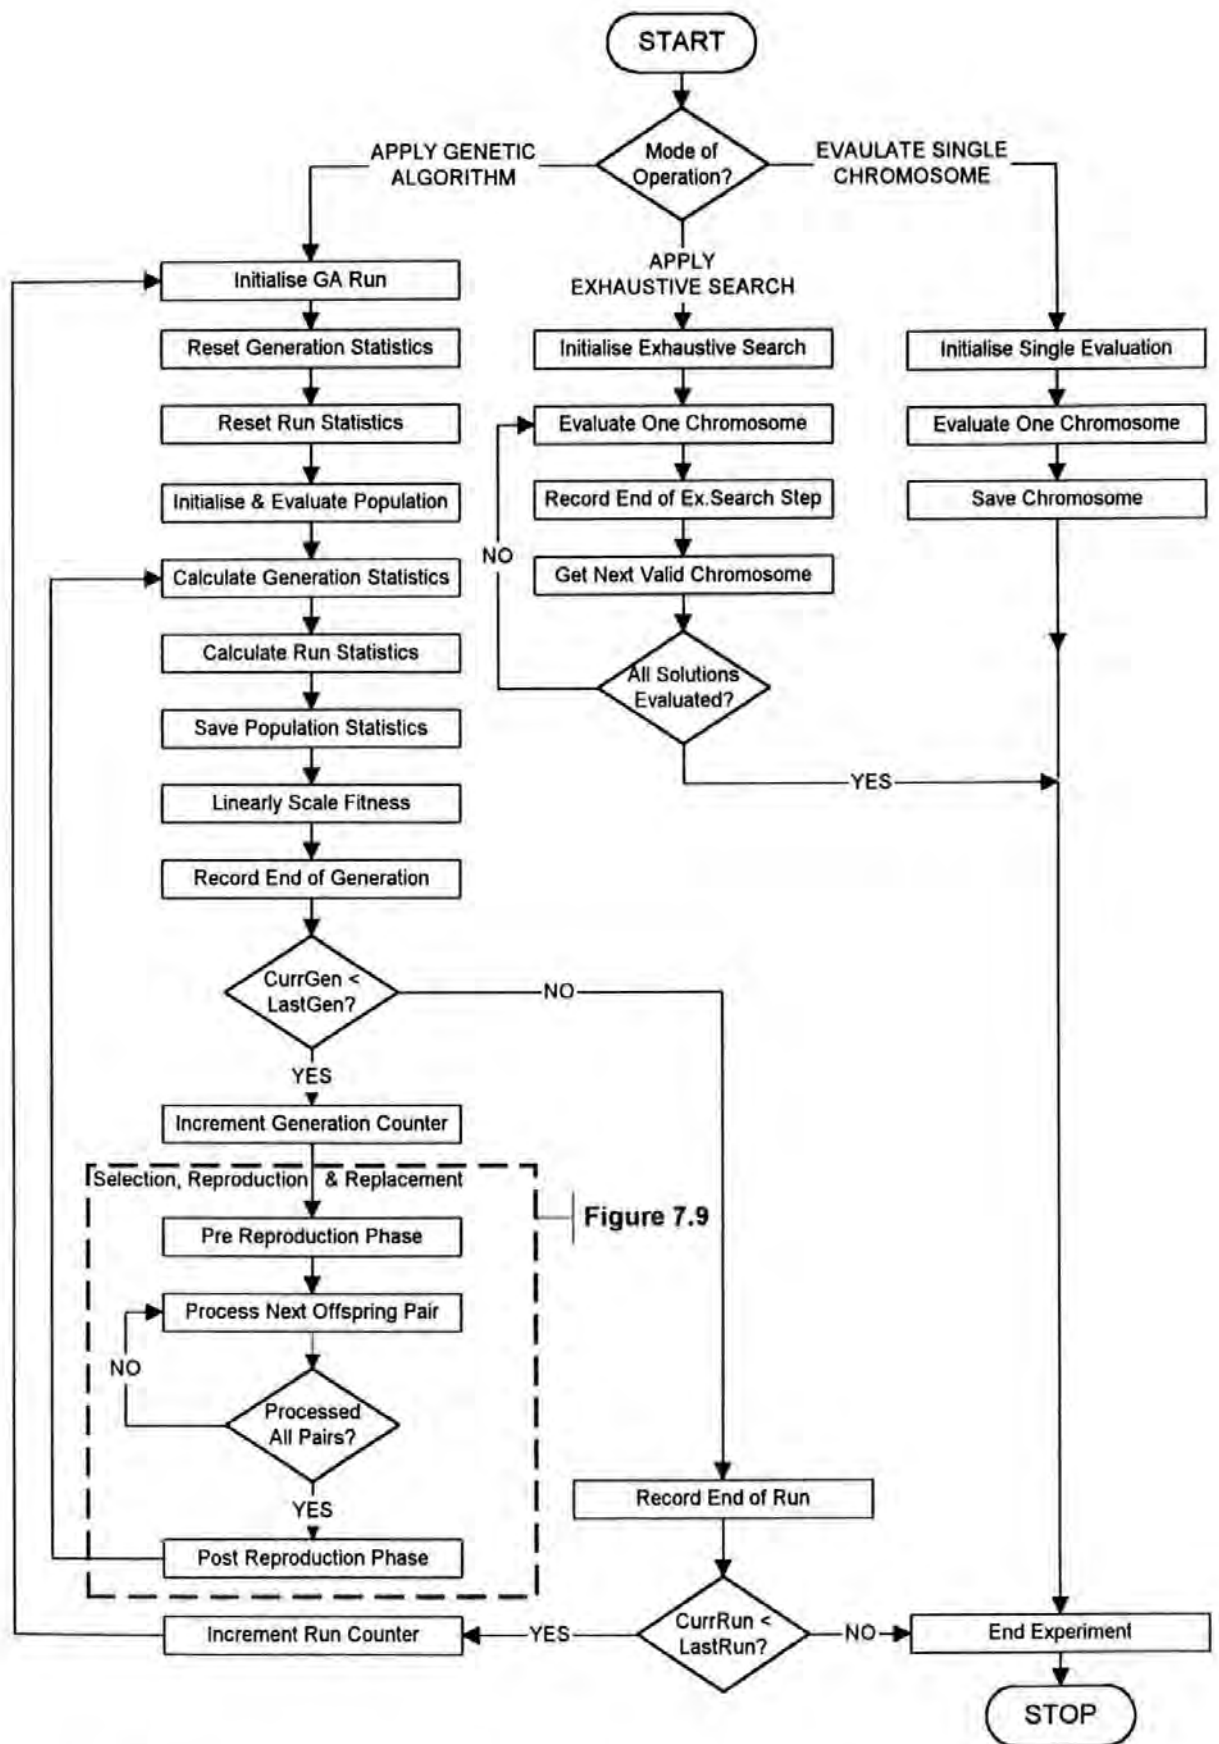 START
Mode of
Operation?
APPLY GENETIC
ALGORITHM
EVAULATE SINGLE
CHROMOSOME
APPLY
EXHAUSTIVE SEARCH
Initialise GA Run
Reset Generation Statistics
Reset Run Statistics
Initialise & Evaluate Population
Calculate Generation Statistics
Calculate Run Statistics
Save Population Statistics
Linearly Scale Fitness
Record End of Generation
CurrGen <
LastGen?
NO
YES
Increment Generation Counter
Selection, Reproduction & Replacement
Figure 7.9
Pre Reproduction Phase
Process Next Offspring Pair
NO
Processed
All Pairs?
YES
Post Reproduction Phase
Increment Run Counter
Initialise Exhaustive Search
Evaluate One Chromosome
Record End of Ex.Search Step
NO
Get Next Valid Chromosome
All Solutions
Evaluated?
YES
Initialise Single Evaluation
Evaluate One Chromosome
Save Chromosome
Record End of Run
CurrRun <
LastRun?
YES
NO
End Experiment
STOP